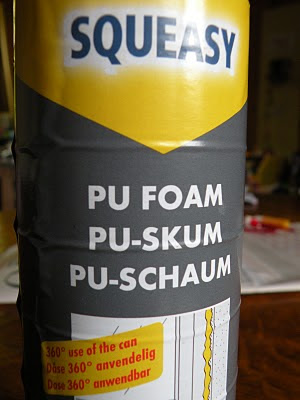 SQUEASY
PU FOAM
PU-SKUM
PU-SCHAUM
360° use of the can
Dåse 360° anvendelig
Dose 360° anwendbar